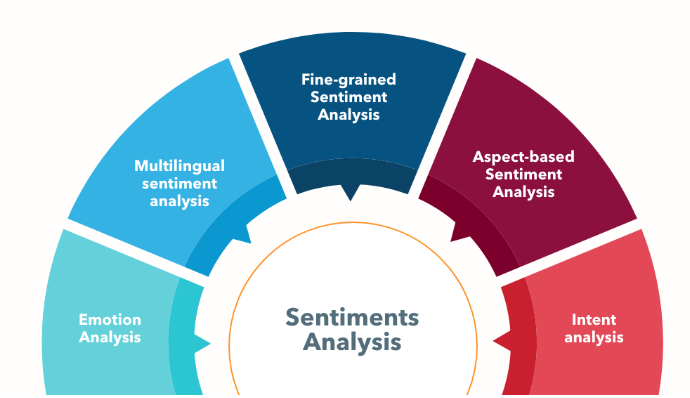 Fine-grained
Sentiment
Analysis
Multilingual
sentiment
analysis
Aspect-based
Sentiment
Analysis
Emotion
Analysis
Sentiments
Analysis
Intent
analysis